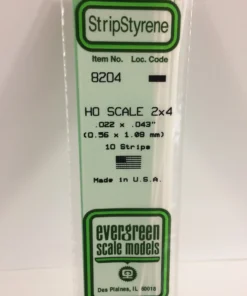 StripStyrene
Item No. Loc. Code
8204
HO SCALE 2x4
.022 x .043"
(0.56 x 1.09 mm)
10 Strips
Made in U.S.A.
evergreen
scale models
Des Plaines, IL 60018